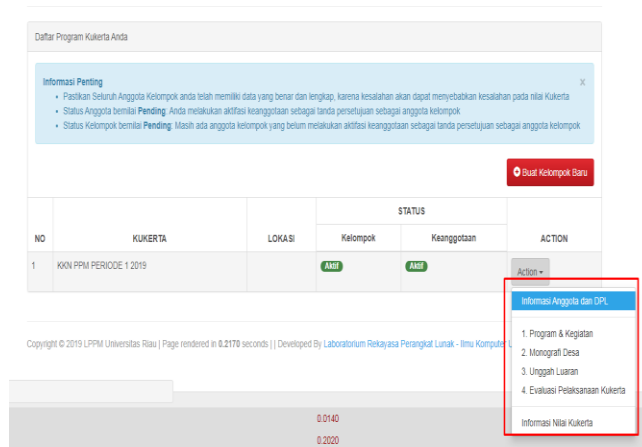 Daftar Program Kukerta Anda
Informasi Penting
x
• Pastikan Seluruh Anggota Kelompok anda telah memiliki data yang benar dan lengkap, karena kesalahan akan dapat menyebabkan kesalahan pada nilai Kukerta
• Status Anggota bernilai Pending: Anda melakukan aktifasi keanggotaan sebagai tanda persetujuan sebagai anggota kelompok
• Status Kelompok bernilai Pending: Masih ada anggota kelompok yang belum melakukan aktifasi keanggotaan sebagai tanda persetujuan sebagai anggota kelompok
Buat Kelompok Baru
STATUS
NO KUKERTA LOKASI Kelompok Keanggotaan ACTION
1 KKN PPM PERIODE 1 2019 Aktif Aktif Action
Informasi Anggota dan DPL
1. Program & Kegiatan
2. Monografi Desa
3. Unggah Luaran
4. Evaluasi Pelaksanaan Kukerta
Informasi Nilai Kukerta
Copyright © 2019 LPPM Universitas Riau | Page rendered in 0.2170 seconds | | Developed By Laboratorium Rekayasa Perangkat Lunak - Ilmu Komputer
0.0140
0.2020